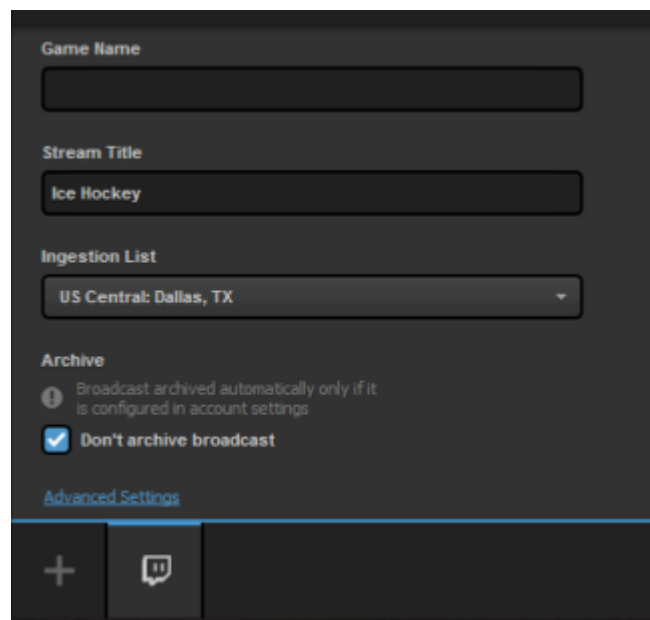 Game Name
Stream Title
Ice Hockey
Ingestion List
US Central: Dallas, TX
Archive
Broadcast archived automatically only if it
is configured in account settings
Don't archive broadcast
Advanced Settings